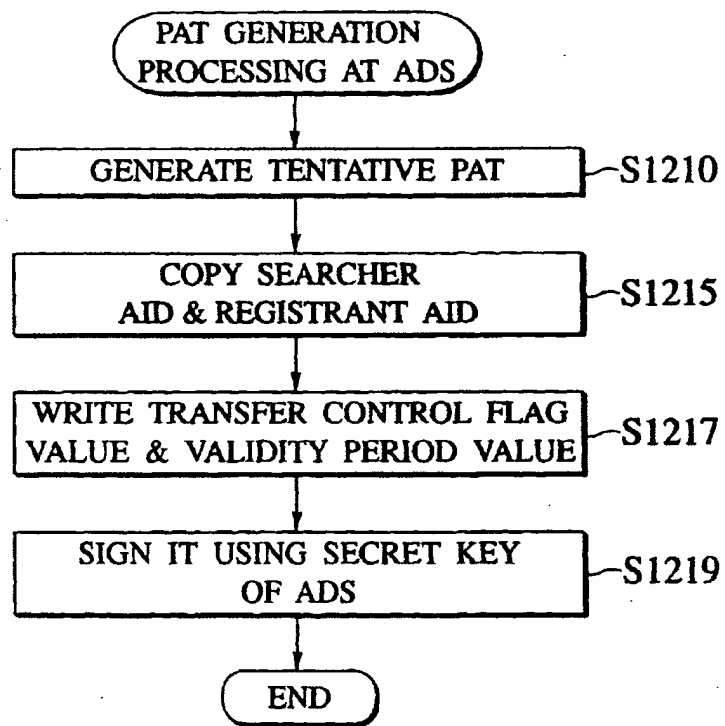 PAT GENERATION
PROCESSING AT ADS
GENERATE TENTATIVE PAT
S1210
COPY SEARCHER
AID & REGISTRANT AID
S1215
WRITE TRANSFER CONTROL FLAG
VALUE & VALIDITY PERIOD VALUE
S1217
SIGN IT USING SECRET KEY
OF ADS
S1219
END